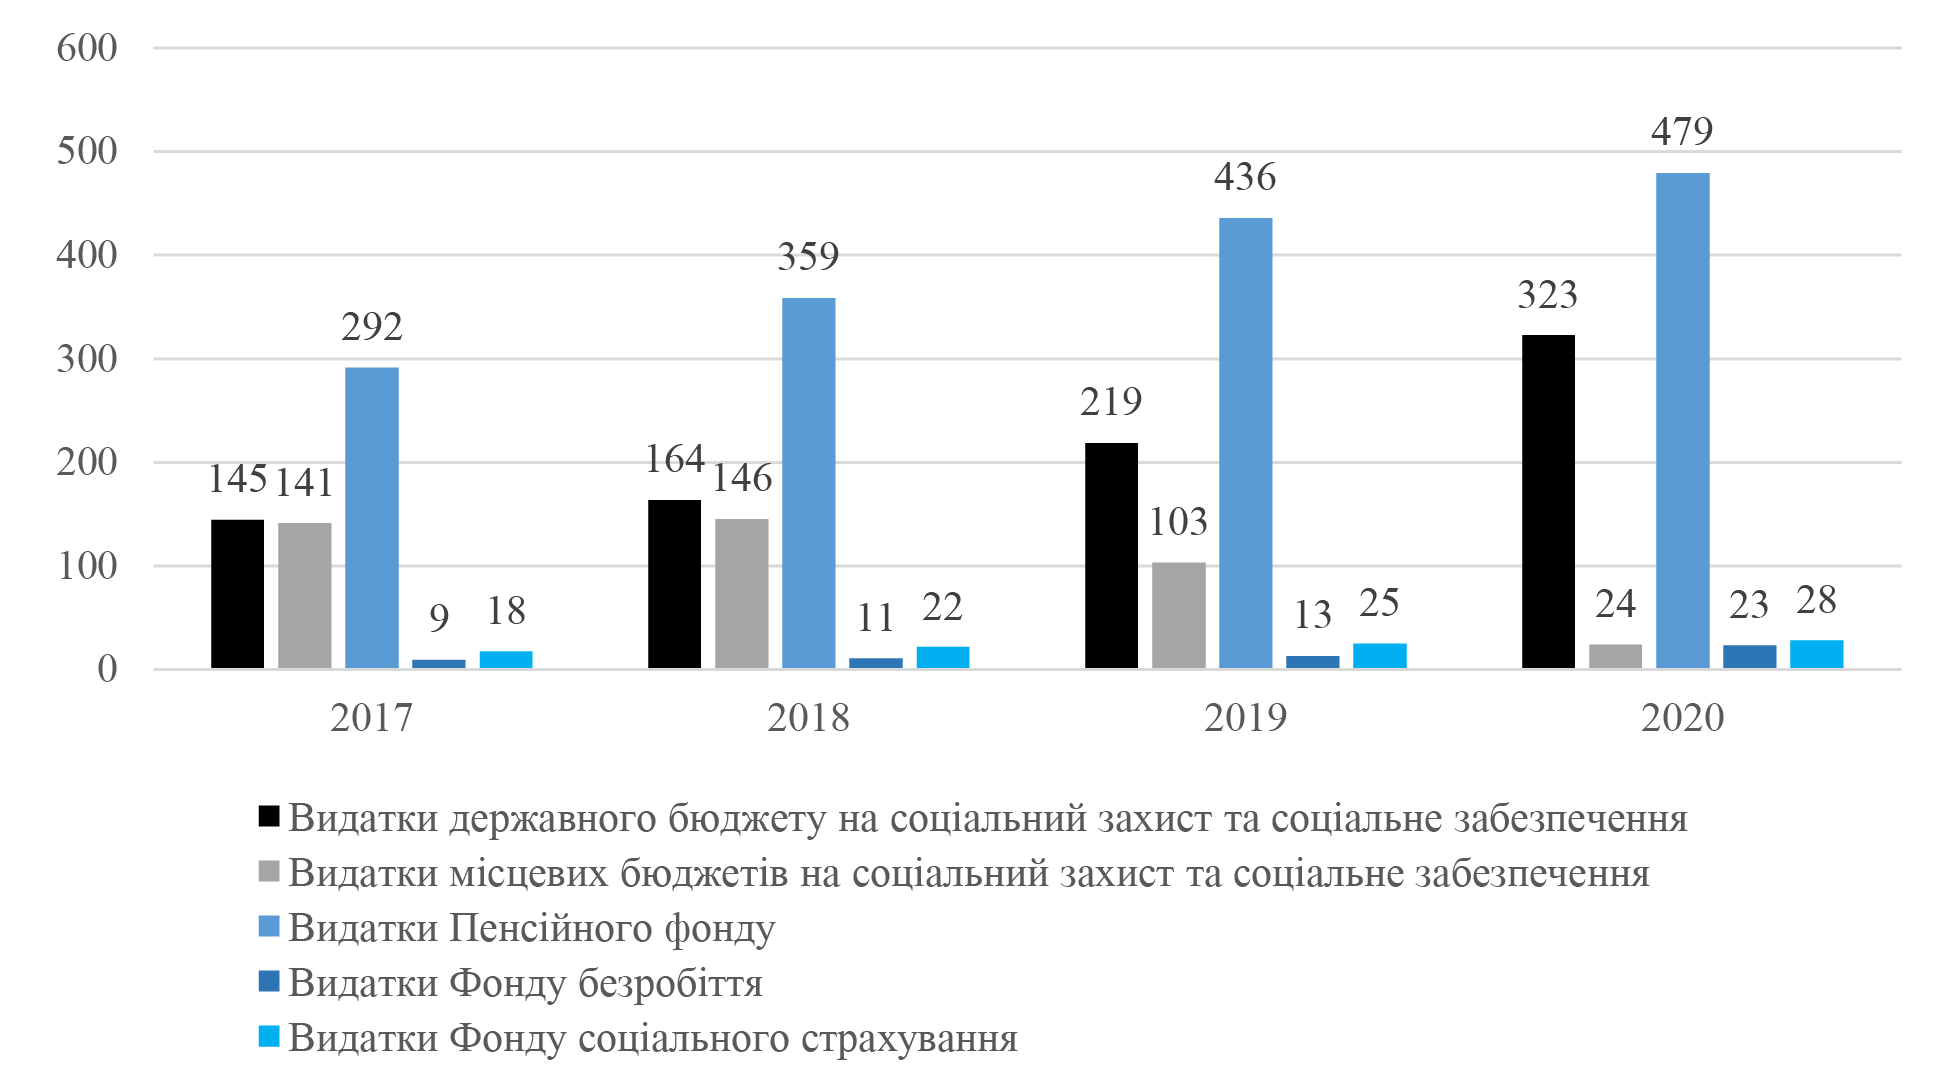 600
500
400
300
200
100
0
145 141 292 9 18
164 146 359 11 22
219 103 436 13 25
323 24 479 23 28
2017 2018 2019 2020
Видатки державного бюджету на соціальний захист та соціальне забезпечення
Видатки місцевих бюджетів на соціальний захист та соціальне забезпечення
Видатки Пенсійного фонду
Видатки Фонду безробіття
Видатки Фонду соціального страхування